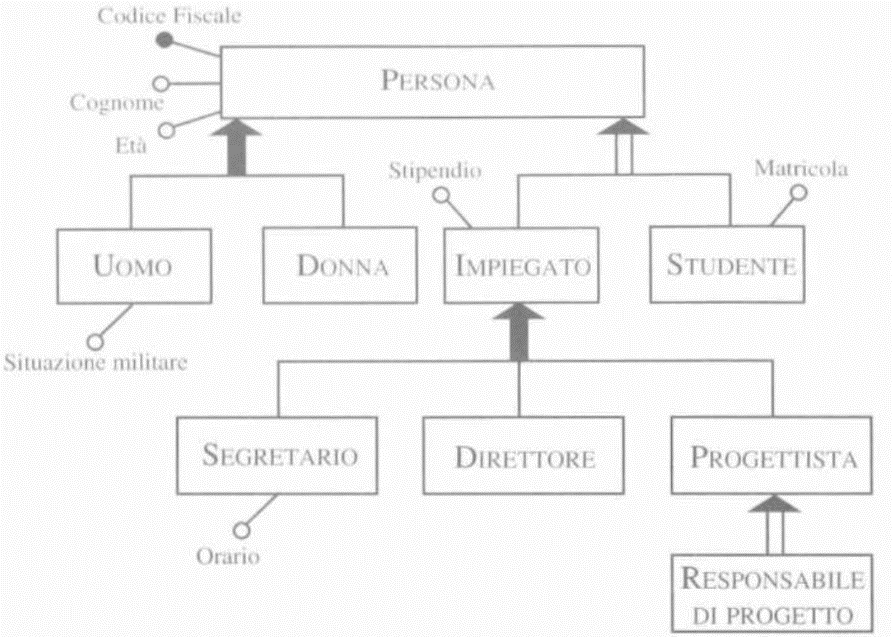 Codice Fiscale
PERSONA
Cognome
Età
Stipendio
Matricola
UOMO
DONNA
IMPIEGATO
STUDENTE
Situazione militare
SEGRETARIO
DIRETTORE
PROGETTISTA
Orario
RESPONSABILE
DI PROGETTO